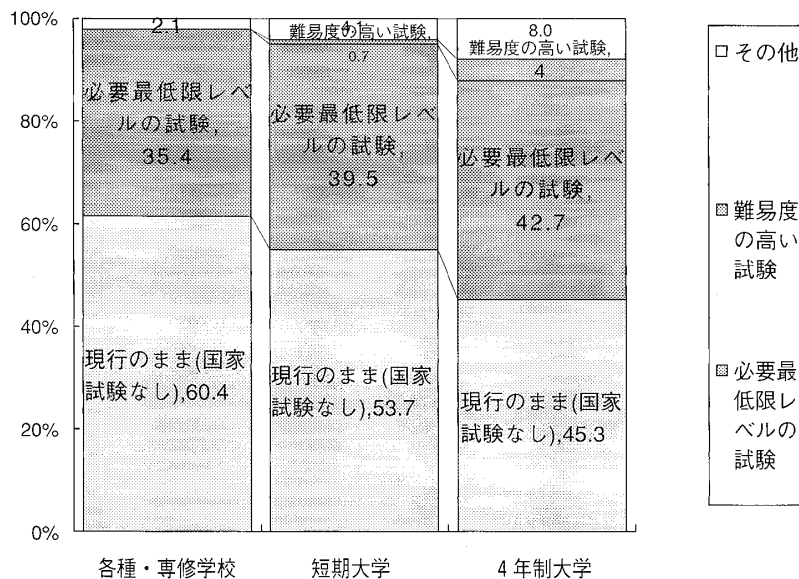 100%
80%
60%
40%
20%
0%
2.1
必要最低限レベ
ルの試験,
35.4
現行のまま(国家
試験なし),60.4
4.1
難易度の高い試験,
0.7
必要最低限レベ
ルの試験,
39.5
現行のまま(国家
試験なし),53.7
8.0
難易度の高い試験,
4
必要最低限レベ
ルの試験,
42.7
現行のまま(国家
試験なし),45.3
各種・専修学校
短期大学
4年制大学
その他
難易度
の高い
試験
必要最
低限レ
ベルの
試験